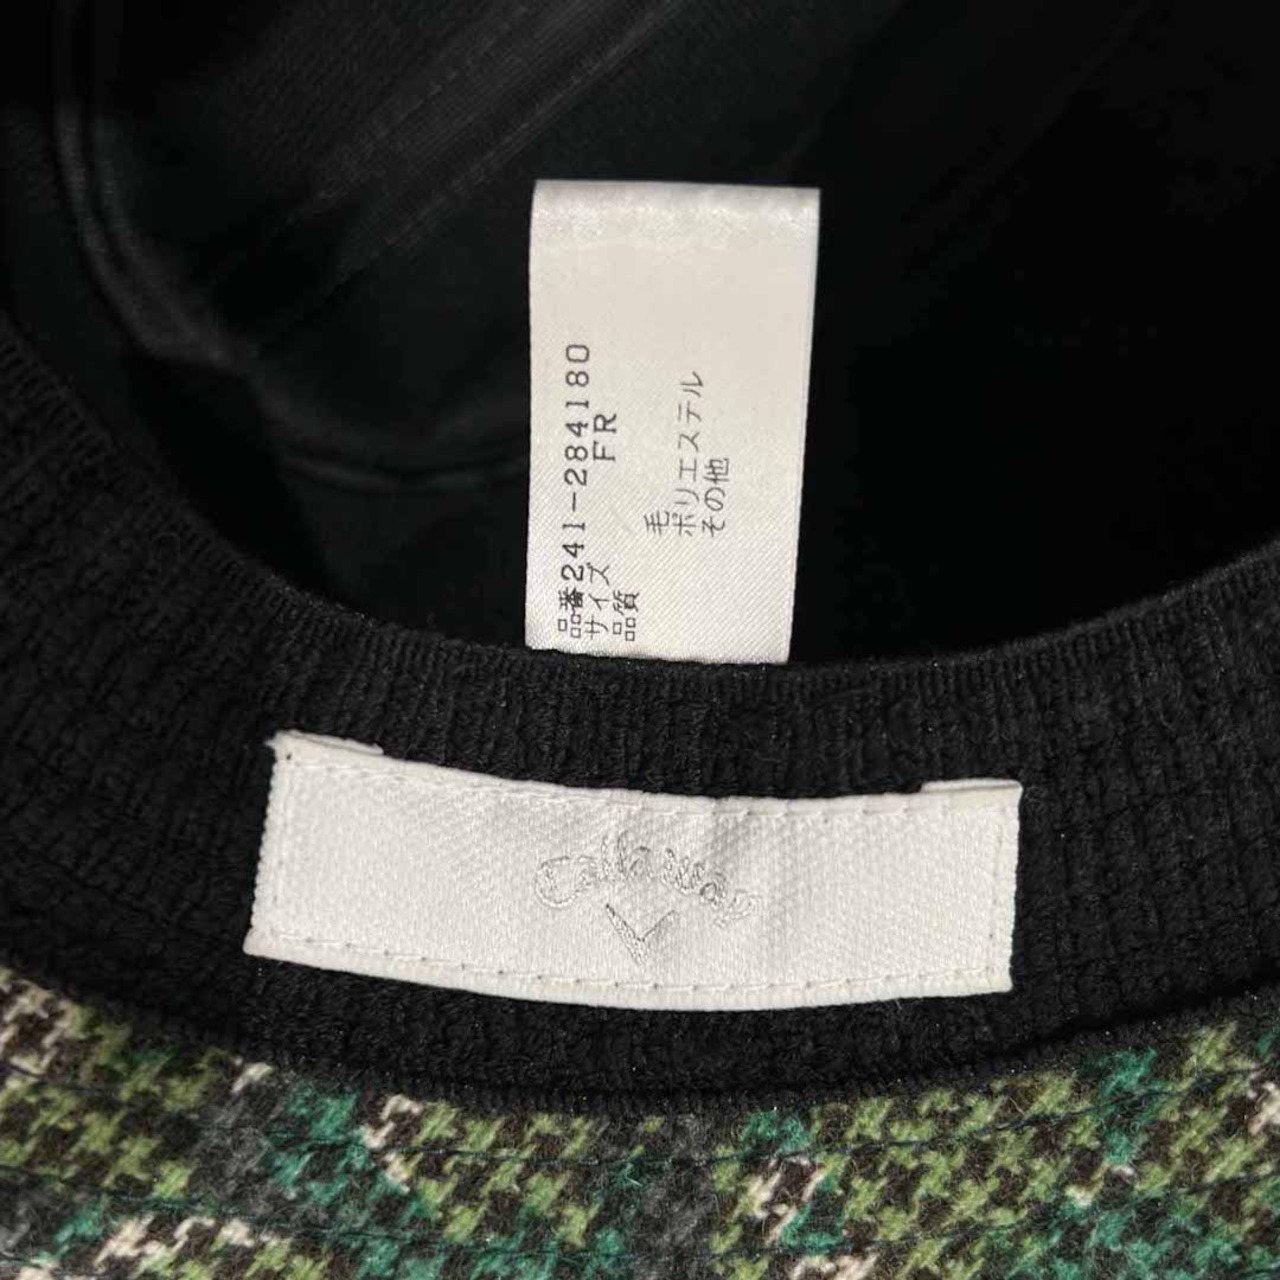 品番241-284180
サイズ FR
品質 毛
ポリエステル
その他
Callaway